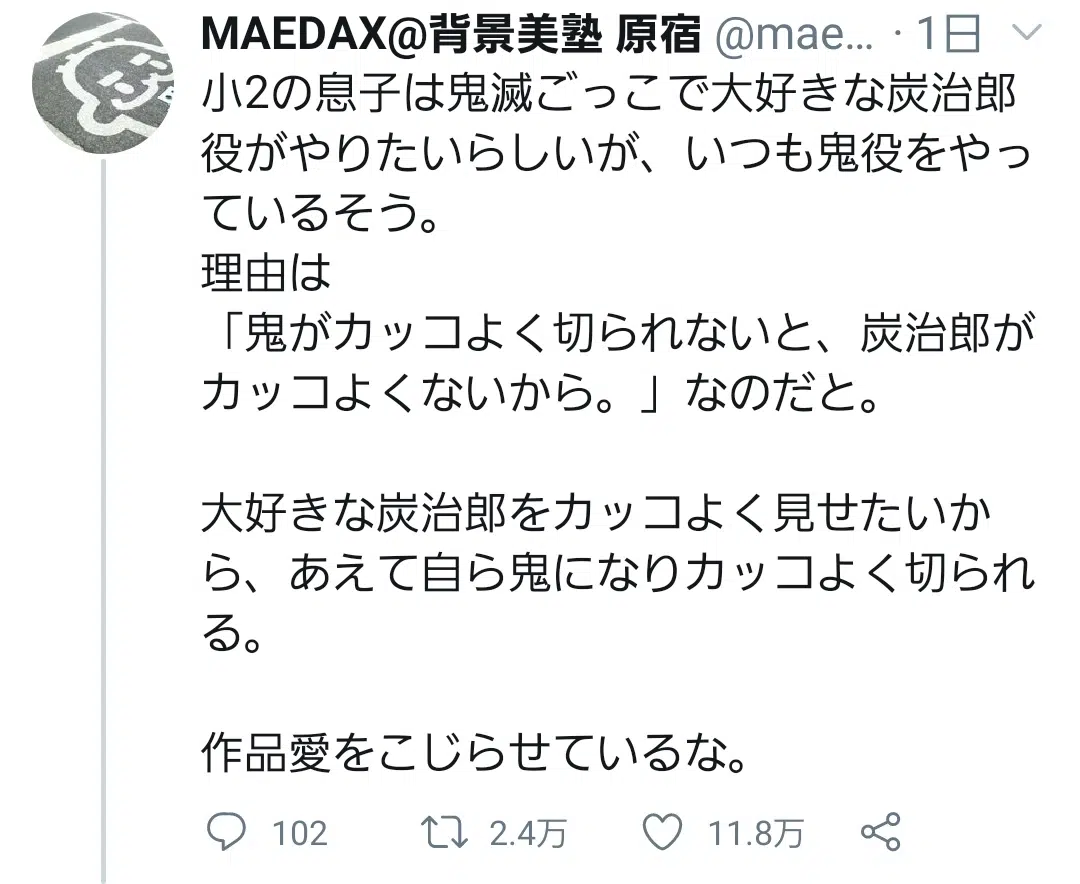 MAEDAX@背景美塾 原宿 @mae... · 1日
小2の息子は鬼滅ごっこで大好きな炭治郎
役がやりたいらしいが、いつも鬼役をやっ
ているそう。
理由は
「鬼がカッコよく切られないと、炭治郎が
カッコよくないから。」なのだと。
大好きな炭治郎をカッコよく見せたいか
ら、あえて自ら鬼になりカッコよく切られ
る。
作品愛をこじらせているな。
102 2.4万 11.8万